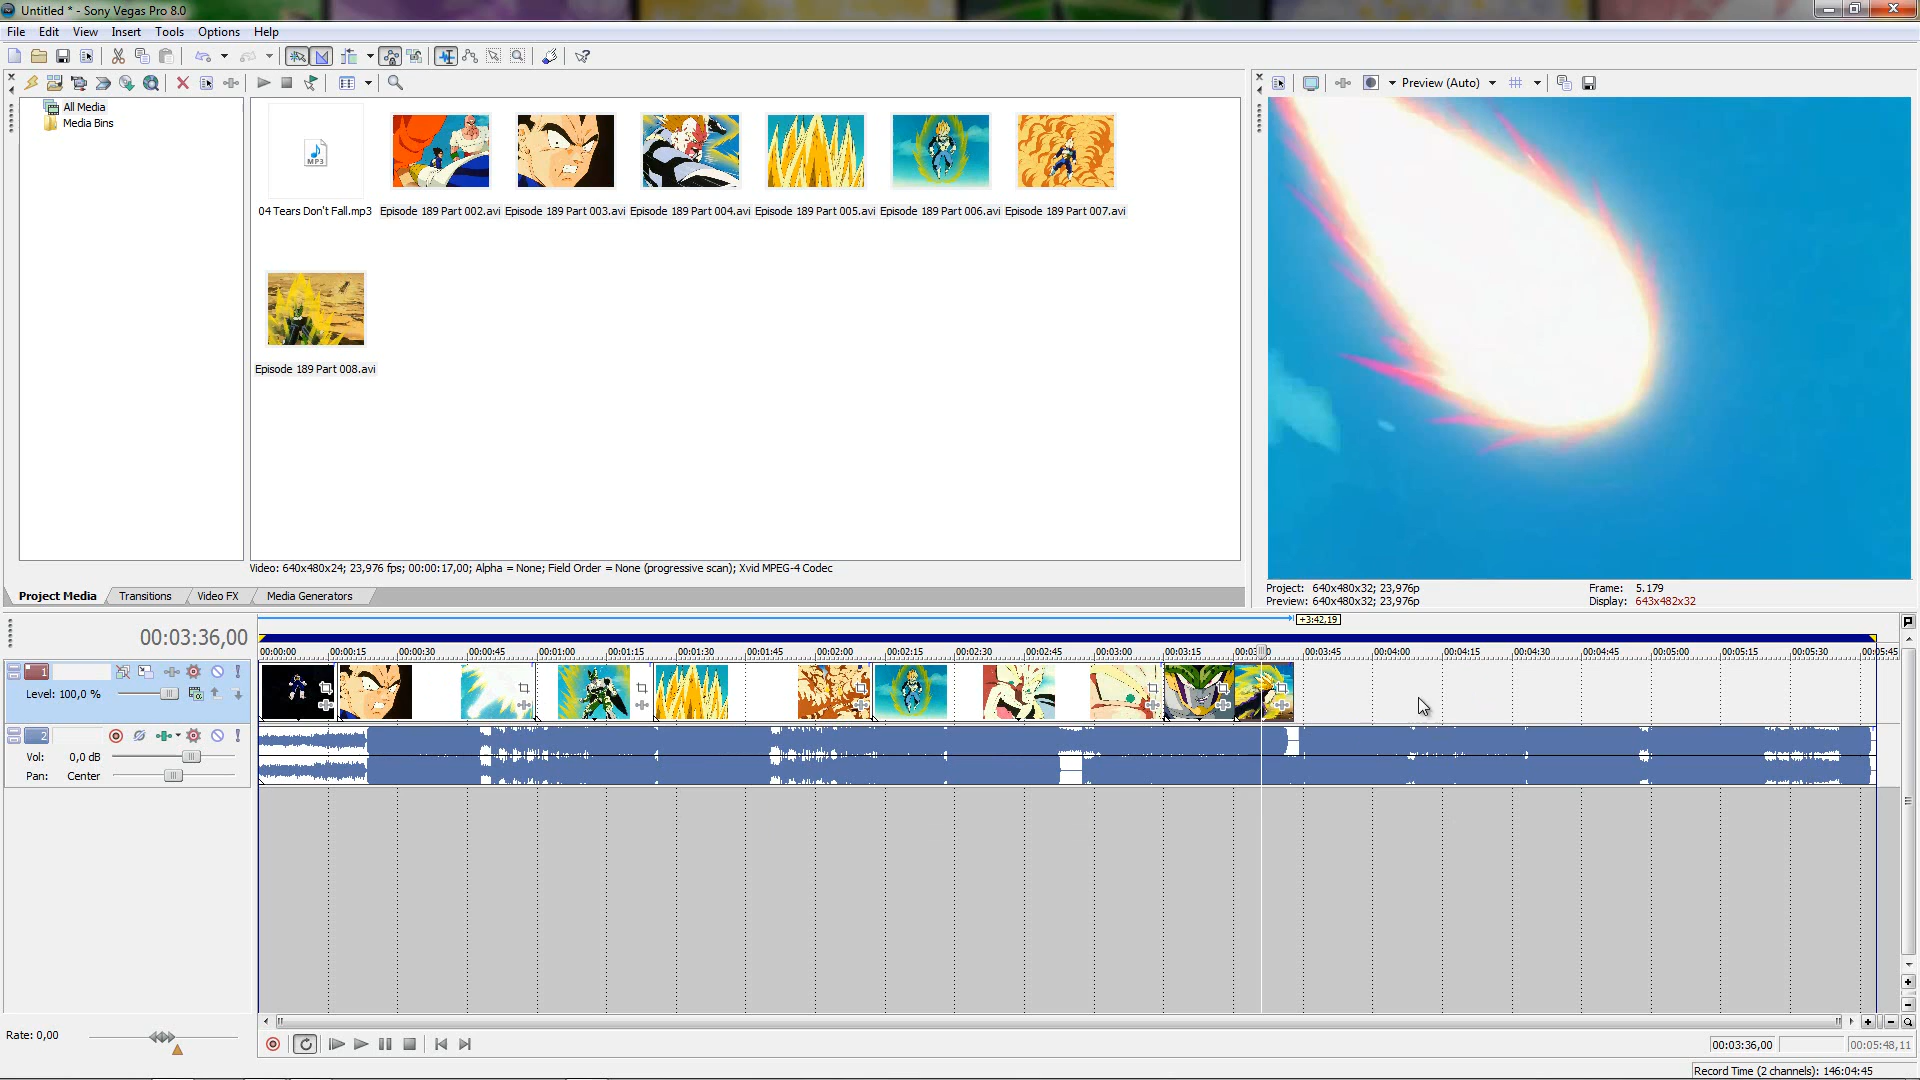 Untitled * - Sony Vegas Pro 8.0
File Edit View Insert Tools Options Help
Preview (Auto)
All Media
Media Bins
MP3
04 Tears Don't Fall.mp3 Episode 189 Part 002.avi Episode 189 Part 003.avi Episode 189 Part 004.avi Episode 189 Part 005.avi Episode 189 Part 006.avi Episode 189 Part 007.avi
Episode 189 Part 008.avi
Video: 640x480x24; 23,976 fps; 00:00:17,00; Alpha = None; Field Order = None (progressive scan); Xvid MPEG-4 Codec
Project Media Transitions Video FX Media Generators
Project: 640x480x32; 23,976p Frame: 5.179
Preview: 640x480x32; 23,976p Display: 643x482x32
+3:42,19
00:03:36,00
00:00:00 00:00:15 00:00:30 00:00:45 00:01:00 00:01:15 00:01:30 00:01:45 00:02:00 00:02:15 00:02:30 00:02:45 00:03:00 00:03:15 00:03:45 00:04:00 00:04:15 00:04:30 00:04:45 00:05:00 00:05:15 00:05:30 00:05:45
1
Level: 100,0 %
2
Vol: 0,0 dB
Pan: Center
Rate: 0,00
00:03:36,00 00:05:48,11
Record Time (2 channels): 146:04:45